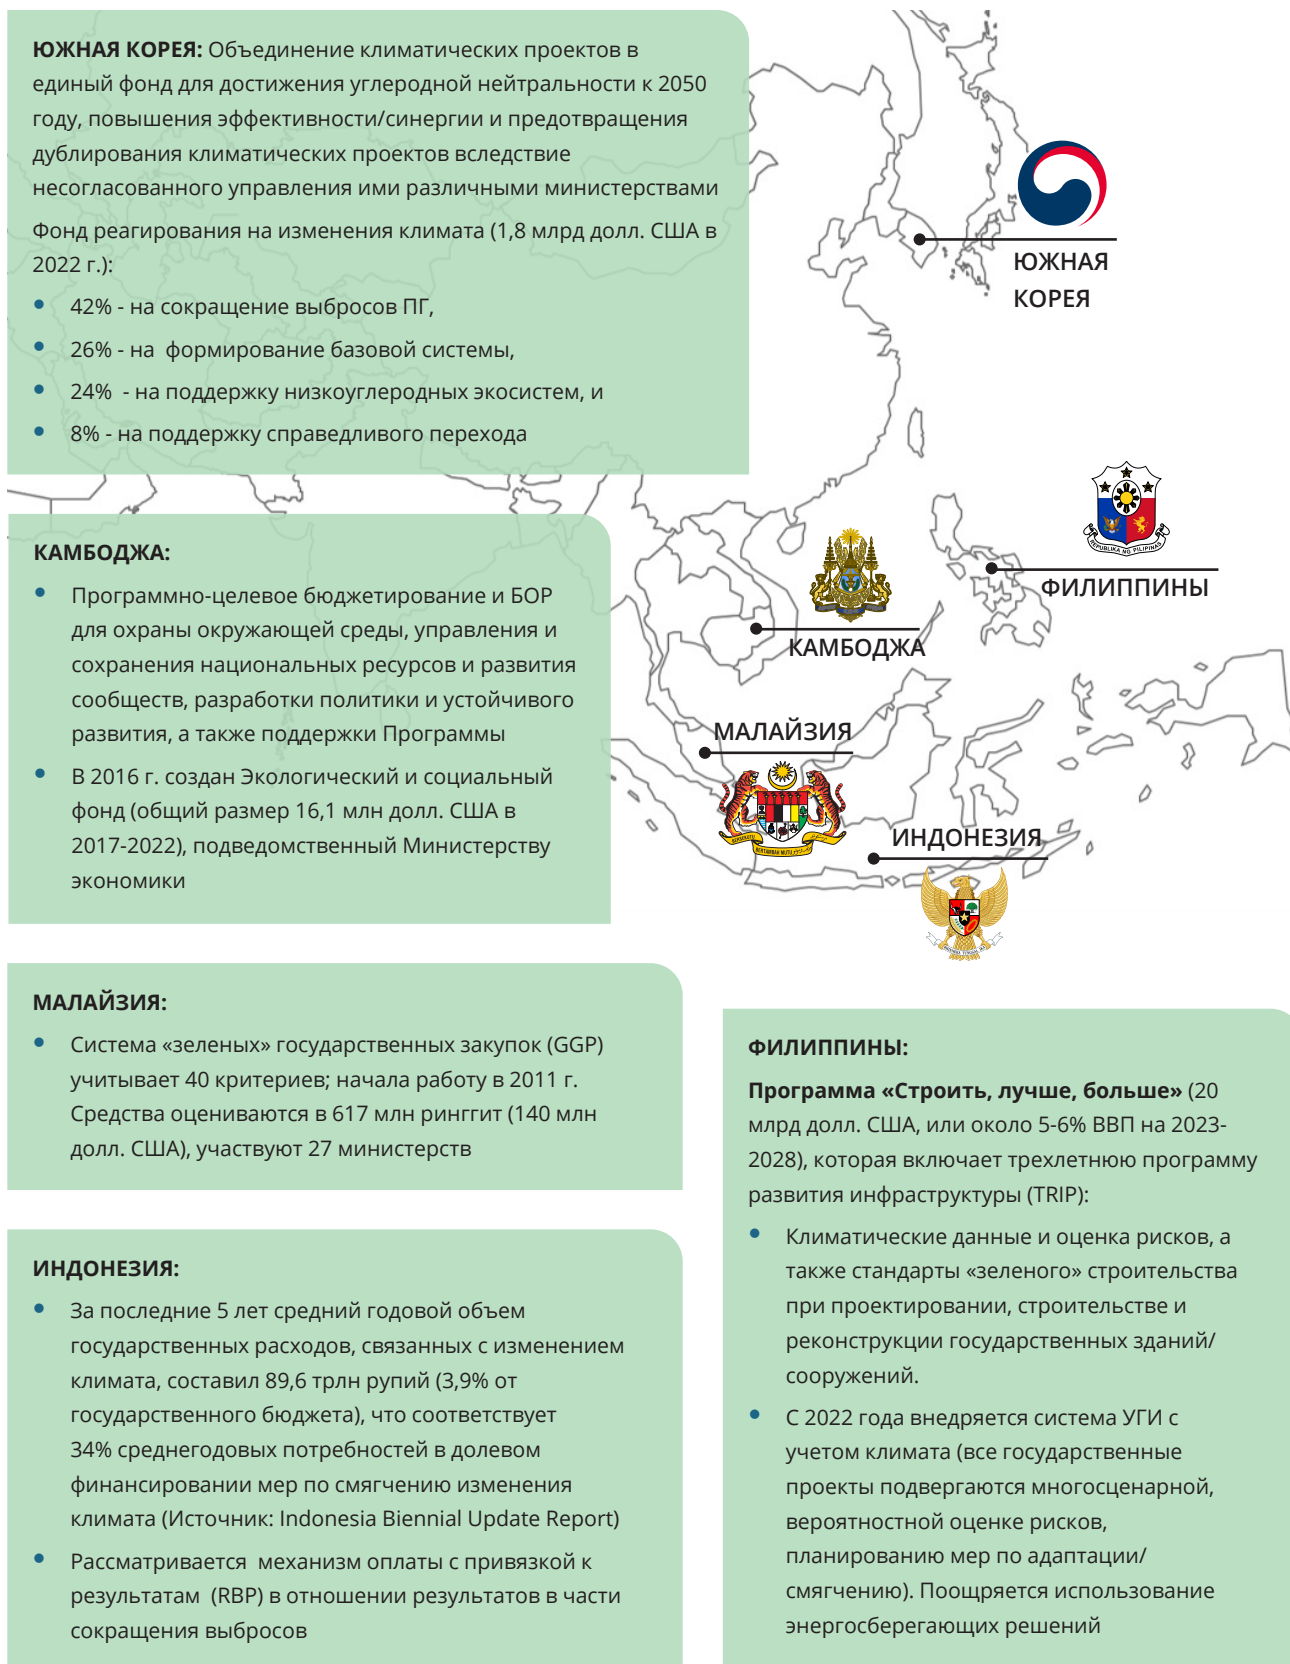 ЮЖНАЯ КОРЕЯ: Объединение климатических проектов в
единый фонд для достижения углеродной нейтральности к 2050
году, повышения эффективности/синергии и предотвращения
дублирования климатических проектов вследствие
несогласованного управления ими различными министерствами
Фонд реагирования на изменения климата (1,8 млрд долл. США в
2022 г.):
• 42% - на сокращение выбросов ПГ,
• 26% - на  формирование базовой системы,
• 24%  - на поддержку низкоуглеродных экосистем, и
• 8% - на поддержку справедливого перехода
ЮЖНАЯ
КОРЕЯ
REPUBLIKA NG PILIPINAS
ФИЛИППИНЫ
КАМБОДЖА
МАЛАЙЗИЯ
BERSEKUTU BERTAMBAH MUTU
ИНДОНЕЗИЯ
КАМБОДЖА:
• Программно-целевое бюджетирование и БОР
для охраны окружающей среды, управления и
сохранения национальных ресурсов и развития
сообществ, разработки политики и устойчивого
развития, а также поддержки Программы
• В 2016 г. создан Экологический и социальный
фонд (общий размер 16,1 млн долл. США в
2017-2022), подведомственный Министерству
экономики
МАЛАЙЗИЯ:
• Система «зеленых» государственных закупок (GGP)
учитывает 40 критериев; начала работу в 2011 г.
Средства оцениваются в 617 млн ринггит (140 млн
долл. США), участвуют 27 министерств
ИНДОНЕЗИЯ:
• За последние 5 лет средний годовой объем
государственных расходов, связанных с изменением
климата, составил 89,6 трлн рупий (3,9% от
государственного бюджета), что соответствует
34% среднегодовых потребностей в долевом
финансировании мер по смягчению изменения
климата (Источник: Indonesia Biennial Update Report)
• Рассматривается  механизм оплаты с привязкой к
результатам  (RBP) в отношении результатов в части
сокращения выбросов
ФИЛИППИНЫ:
Программа «Строить, лучше, больше» (20
млрд долл. США, или около 5-6% ВВП на 2023-
2028), которая включает трехлетнюю программу
развития инфраструктуры (TRIP):
• Климатические данные и оценка рисков, а
также стандарты «зеленого» строительства
при проектировании, строительстве и
реконструкции государственных зданий/
сооружений.
• С 2022 года внедряется система УГИ с
учетом климата (все государственные
проекты подвергаются многосценарной,
вероятностной оценке рисков,
планированию мер по адаптации/
смягчению). Поощряется использование
энергосберегающих решений